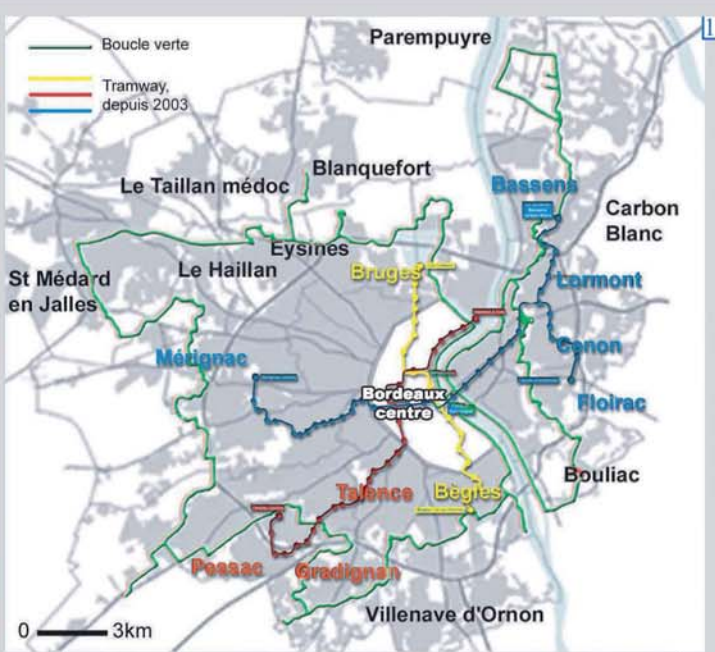 1
Parempuyre
Boucle verte
Tramway,
depuis 2003
Blanquefort
Le Taillan médoc
Bassens
Carbon
Blanc
Eysines
Le Haillan
Bruges
St Médard
en Jalles
Lormont
Mérignac
Cenon
Bordeaux
centre
Floirac
Bouliac
Talence
Bègles
Pessac
Gradignan
Villenave d'Ornon
0
3km